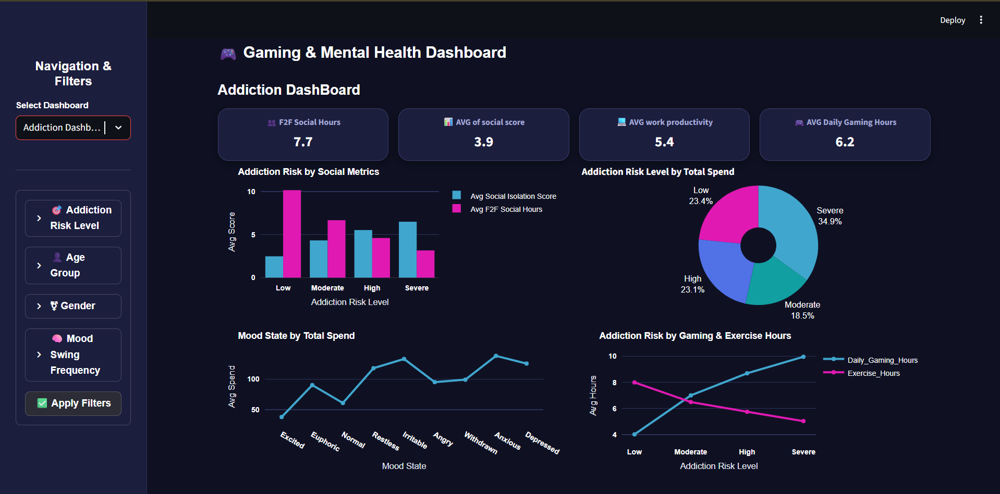 Deploy
Navigation &
Filters
Select Dashboard
Addiction Dashb...
Addiction
Risk Level
Age
Group
Gender
Mood
Swing
Frequency
Apply Filters
Gaming & Mental Health Dashboard
Addiction DashBoard
F2F Social Hours
7.7
AVG of social score
3.9
AVG work productivity
5.4
AVG Daily Gaming Hours
6.2
Addiction Risk by Social Metrics
Avg Score
10
5
0
Low
Moderate
High
Severe
Addiction Risk Level
Avg Social Isolation Score
Avg F2F Social Hours
Addiction Risk Level by Total Spend
Low
23.4%
Severe
34.9%
High
23.1%
Moderate
18.5%
Mood State by Total Spend
Avg Spend
100
50
Excited
Euphoric
Normal
Restless
Irritable
Angry
Withdrawn
Anxious
Depressed
Mood State
Addiction Risk by Gaming & Exercise Hours
Avg Hours
10
8
6
4
Low
Moderate
High
Severe
Addiction Risk Level
Daily_Gaming_Hours
Exercise_Hours